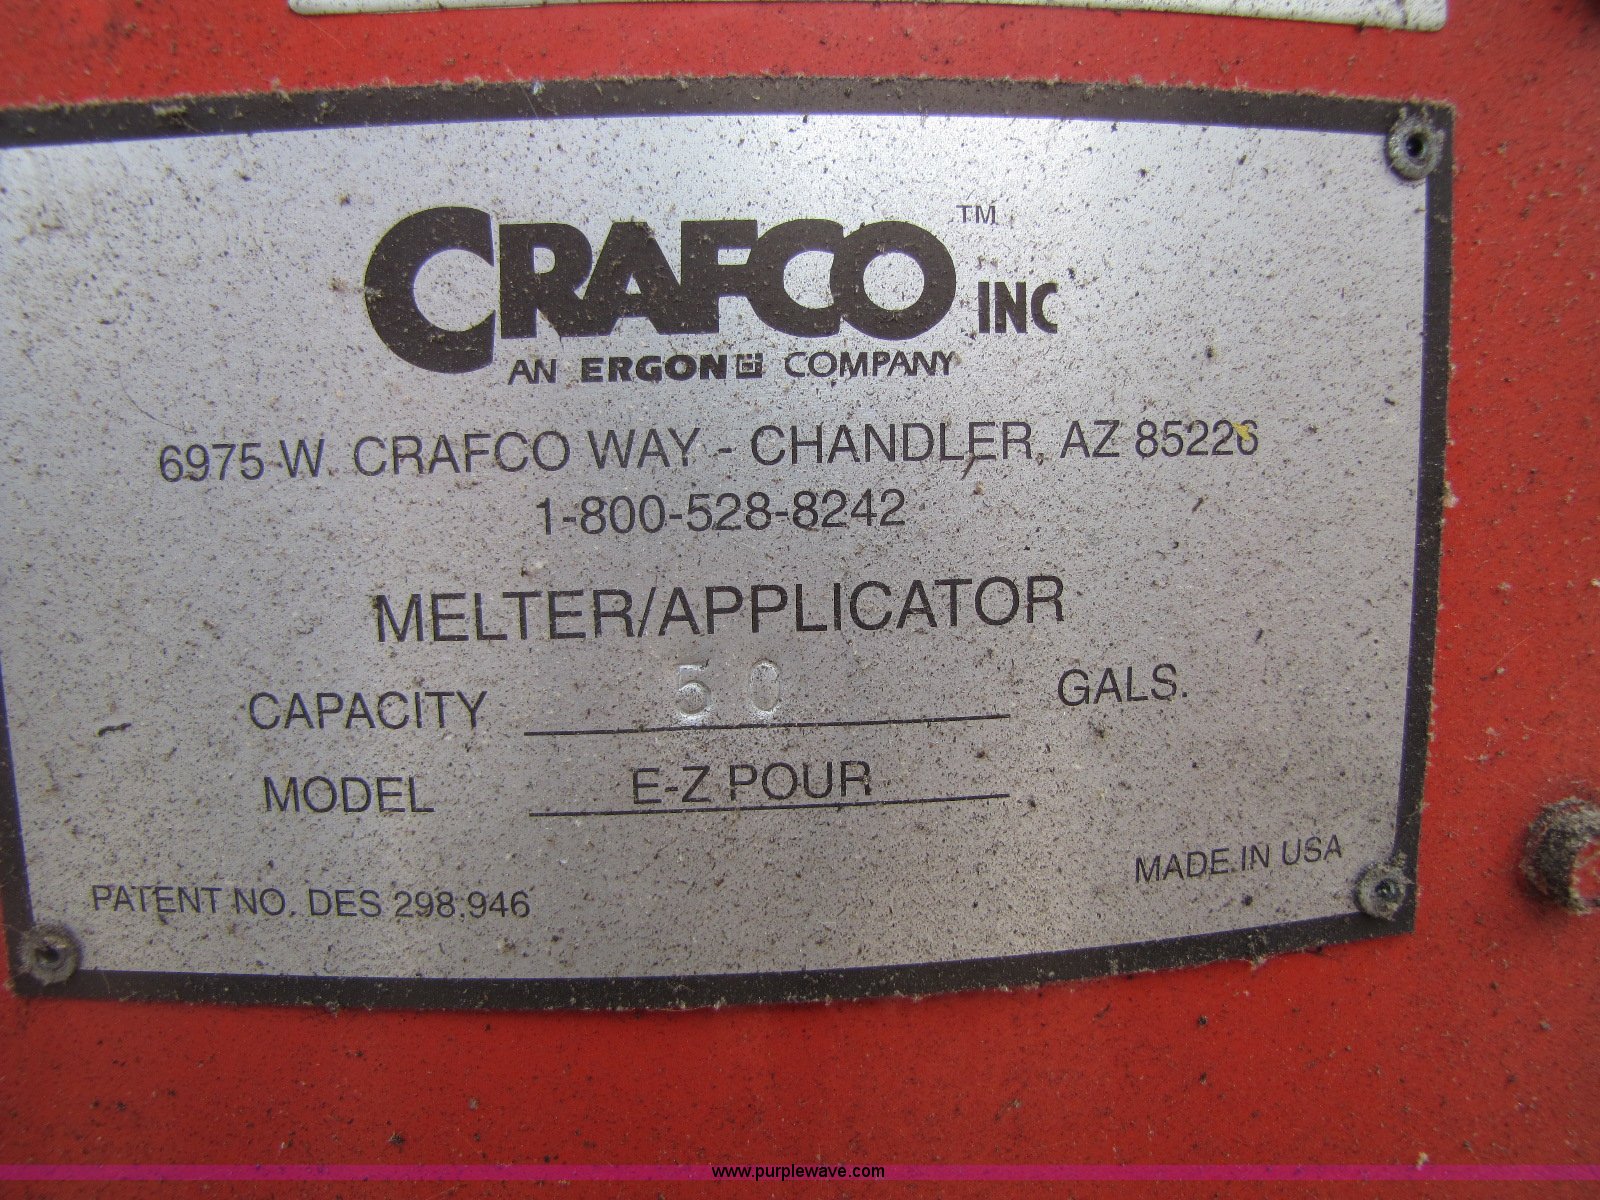 CRAFCO™ INC
AN ERGON COMPANY
6975 W. CRAFCO WAY - CHANDLER, AZ 85226
1-800-528-8242
MELTER/APPLICATOR
CAPACITY 50 GALS.
MODEL E-Z POUR
MADE IN USA
PATENT NO. DES 298,946
www.purplewave.com